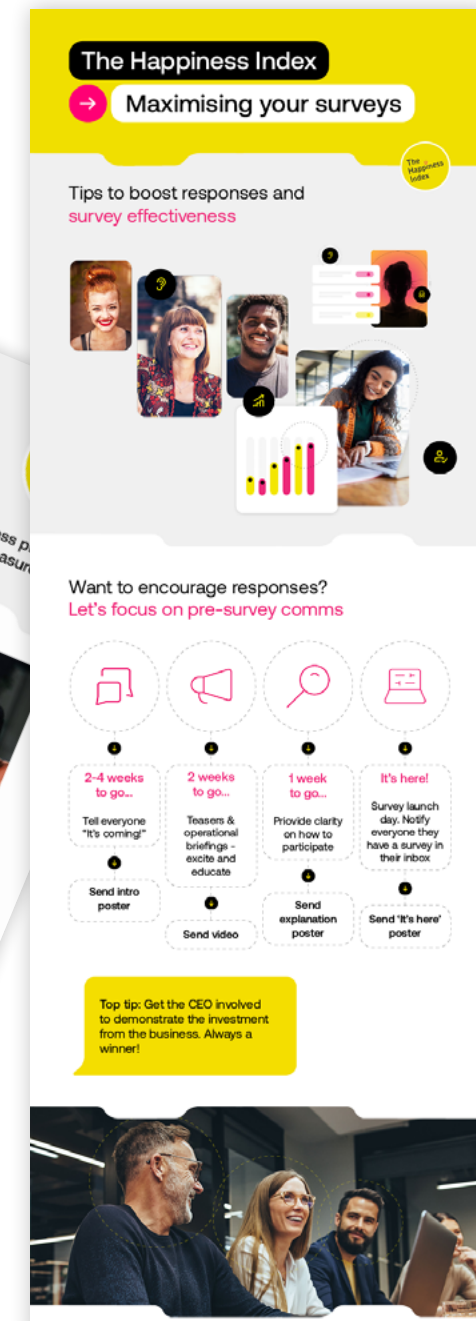 The Happiness Index
Maximising your surveys
The
Happiness
Index
Tips to boost responses and
survey effectiveness
Want to encourage responses?
Let's focus on pre-survey comms
2-4 weeks
to go...
Tell everyone
"It's coming!"
Send intro
poster
2 weeks
to go...
Teasers &
operational
briefings -
excite and
educate
Send video
1 week
to go...
Priovide clarity
on how to
participate
Send
explanation
poster
It's here!
Survey launch
day. Notify
everyone they
have a survey in
their inbox
Send 'It's here'
poster
Top tip: Get the CEO involved
to demonstrate the investment
from the business. Always a
winner!